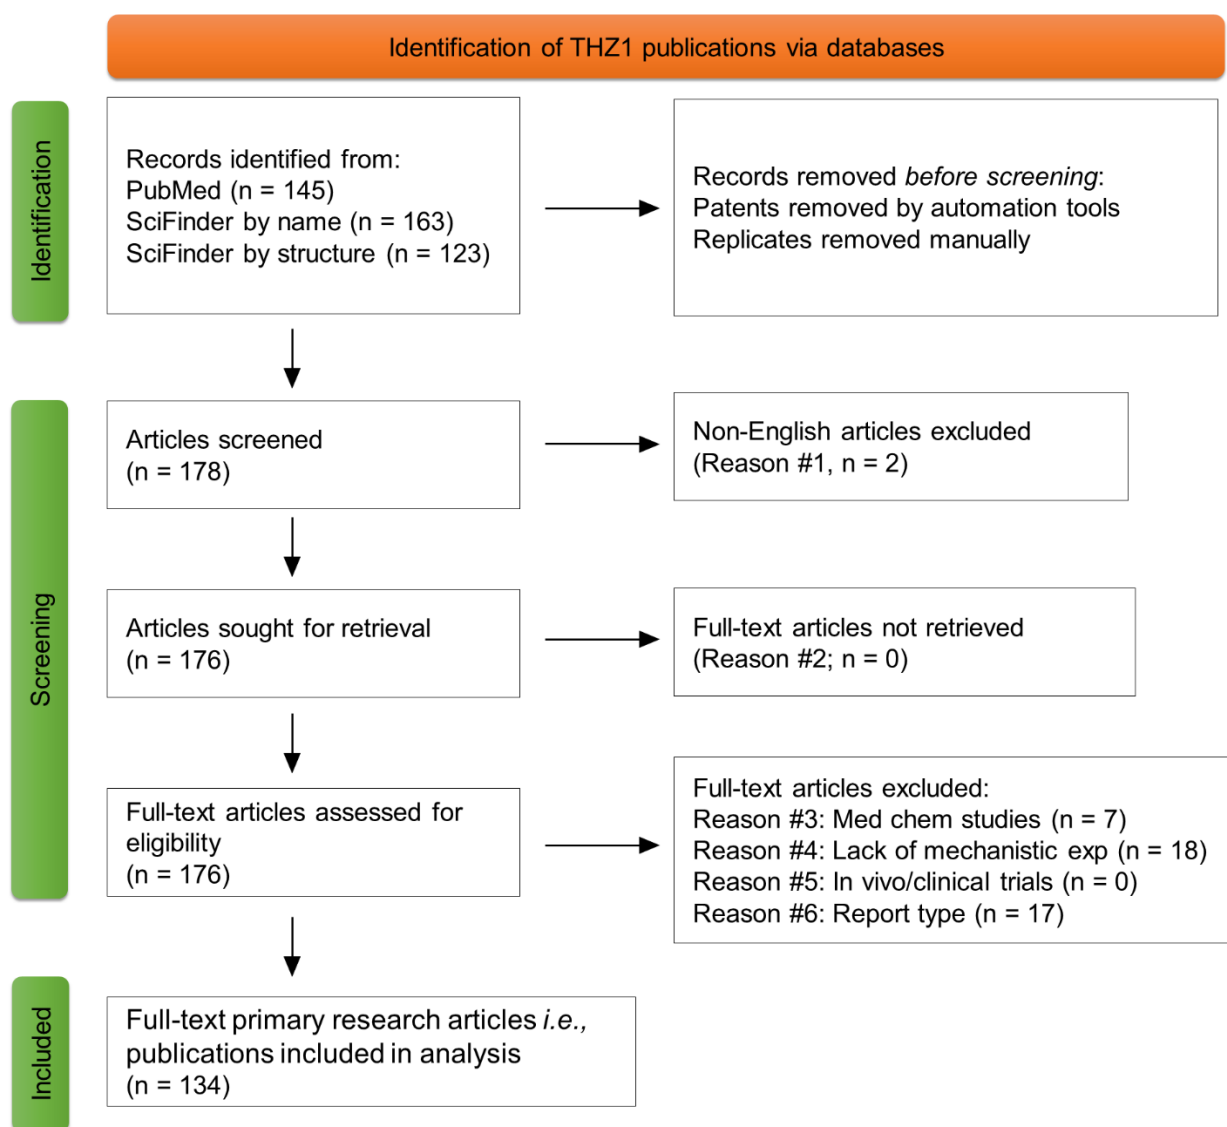 Identification of THZ1 publications via databases
Identification
Records identified from:
PubMed (n = 145)
SciFinder by name (n = 163)
SciFinder by structure (n = 123)
Records removed before screening:
Patents removed by automation tools
Replicates removed manually
Screening
Articles screened
(n = 178)
Non-English articles excluded
(Reason #1, n = 2)
Articles sought for retrieval
(n = 176)
Full-text articles not retrieved
(Reason #2; n = 0)
Full-text articles assessed for
eligibility
(n = 176)
Full-text articles excluded:
Reason #3: Med chem studies (n = 7)
Reason #4: Lack of mechanistic exp (n = 18)
Reason #5: In vivo/clinical trials (n = 0)
Reason #6: Report type (n = 17)
Included
Full-text primary research articles i.e.,
publications included in analysis
(n = 134)